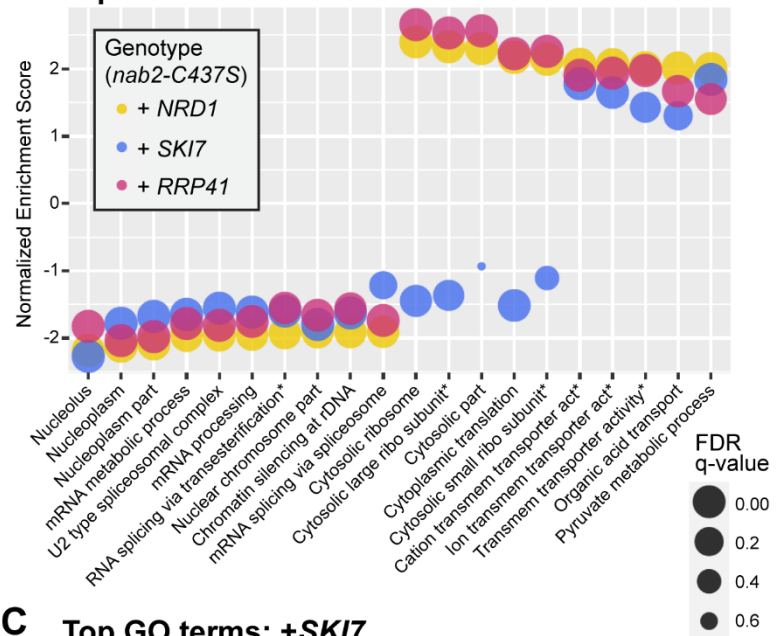 Normalized Enrichment Score
2
1
0
-1
-2
Genotype
(nab2-C437S)
+ NRD1
+ SKI7
+ RRP41
Nucleolus
Nucleoplasm
Nucleoplasm part
mRNA metabolic process
U2 type spliceosomal complex
mRNA processing
RNA splicing via transesterification*
Nuclear chromosome part
Chromatin silencing at rDNA
mRNA splicing via spliceosome
Cytosolic ribosome
Cytosolic large ribo subunit*
Cytosolic part
Cytoplasmic translation
Cytosolic small ribo subunit*
Cation transmem transporter act*
Ion transmem transporter act*
Transmem transporter activity*
Organic acid transport
Pyruvate metabolic process
FDR
q-value
0.00
0.2
0.4
0.6
C Top GO terms: +SKI7